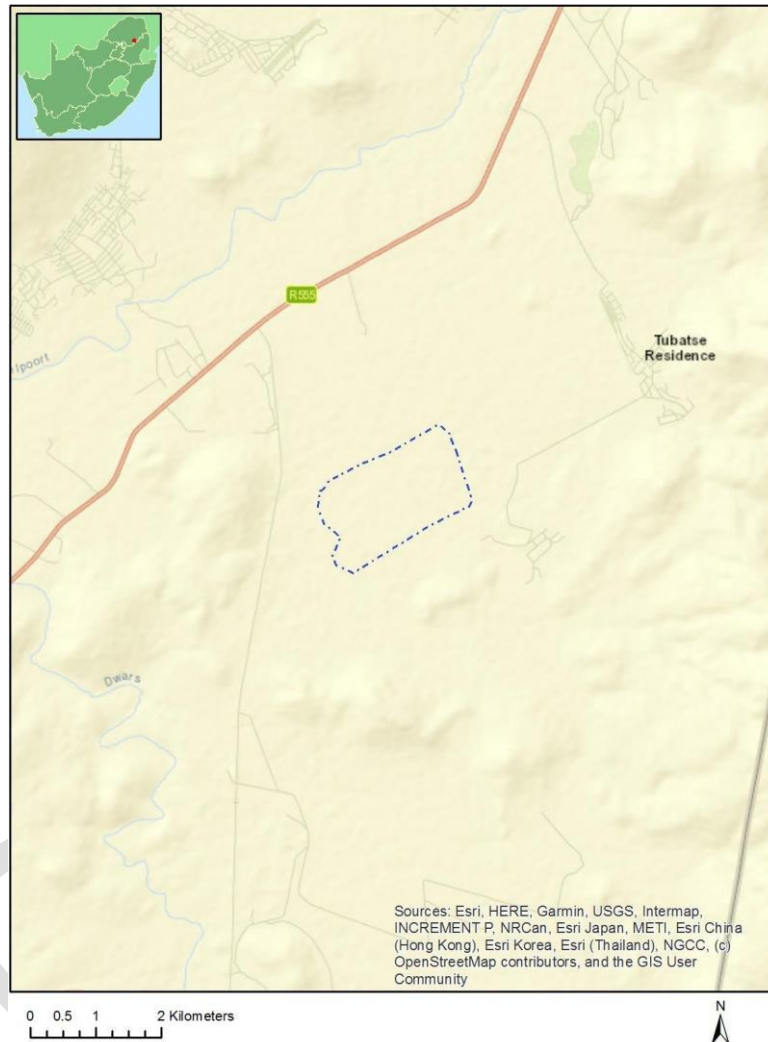 R555
Tubatse
Residence
lpoort
Dwars
Sources: Esri, HERE, Garmin, USGS, Intermap,
INCREMENT P, NRCan, Esri Japan, METI, Esri China
(Hong Kong), Esri Korea, Esri (Thailand), NGCC, (c)
OpenStreetMap contributors, and the GIS User
Community
0 0.5 1 2 Kilometers
N